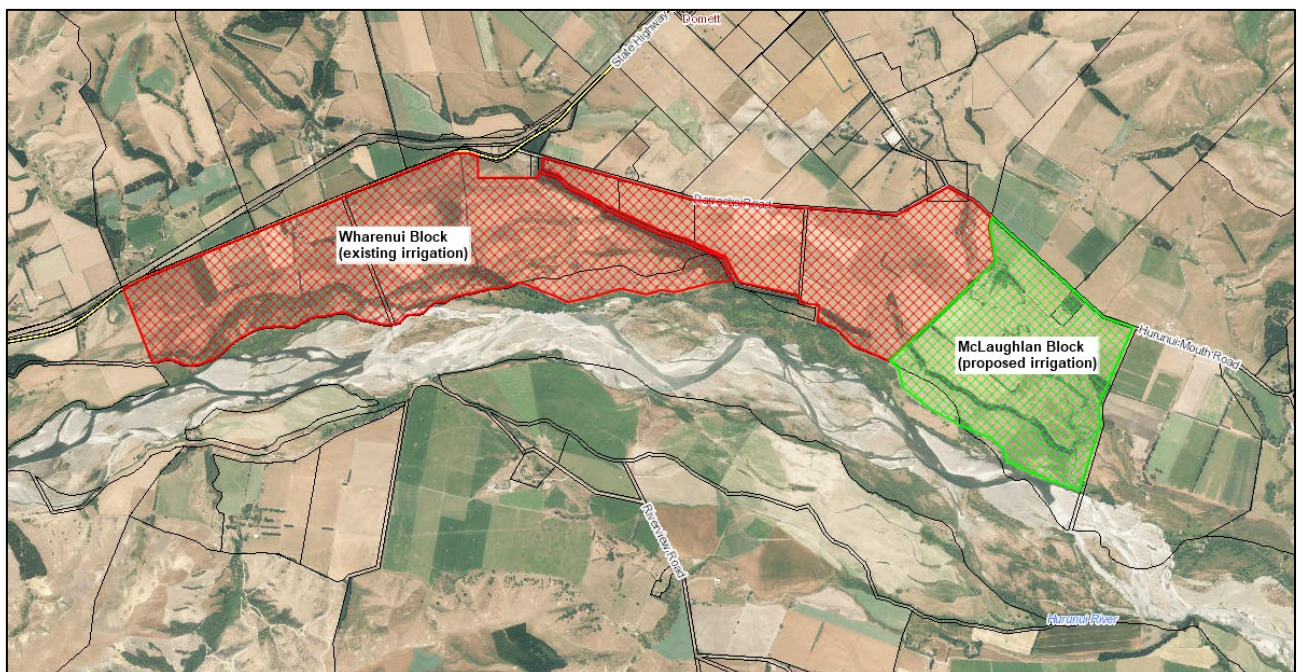 Domett
State Highway
Road
Wharenui Block
(existing irrigation)
McLaughlan Block
(proposed irrigation)
Hurunui Mouth Road
Riverview Road
Hurunui River